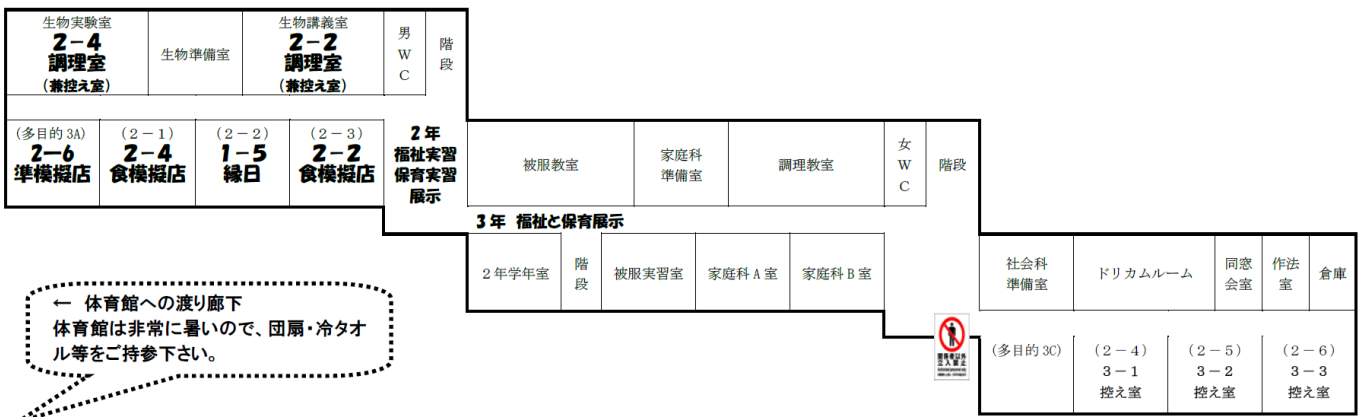 生物実験室
2-4
調理室
(兼控え室)
生物準備室
生物講義室
2-2
調理室
(兼控え室)
男
W
C
階
段
(多目的 3A)
2-6
準模擬店
(2-1)
2-4
食模擬店
(2-2)
1-5
縁日
(2-3)
2-2
食模擬店
2年
福祉実習
保育実習
展示
被服教室
家庭科
準備室
調理教室
女
W
C
階段
3年 福祉と保育展示
2年学年室
階
段
被服実習室
家庭科A室
家庭科B室
社会科
準備室
ドリカムルーム
同窓
会室
作法
室
倉庫
← 体育館への渡り廊下
体育館は非常に暑いので、団扇・冷タオ
ル等をご持参下さい。
関係者以外
立入禁止
(多目的 3C)
(2-4)
3-1
控え室
(2-5)
3-2
控え室
(2-6)
3-3
控え室